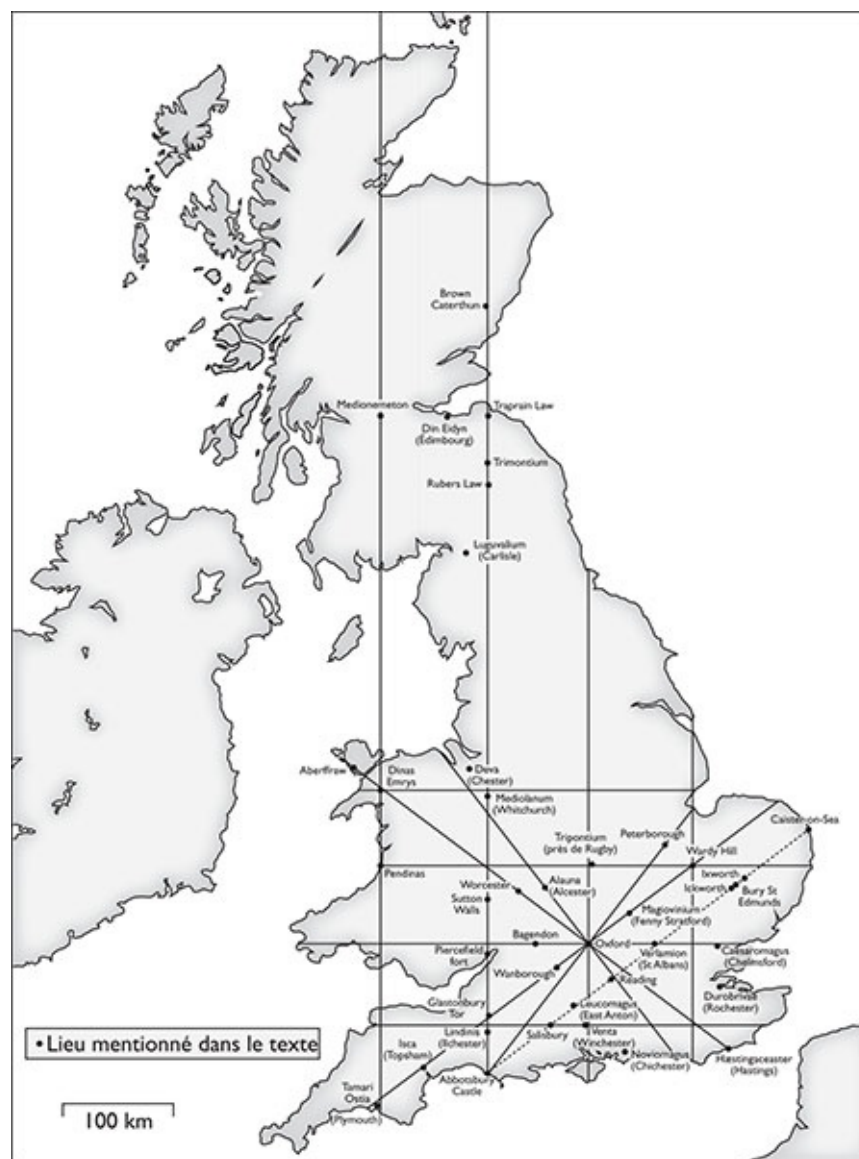 Brown
Caterthun
Medionemeton
Traprain Law
Din Eidyn
(Édimbourg)
Trimontium
Rubers Law
Luguvalium
(Carlisle)
Aberffraw
Dinas
Emrys
Deva
(Chester)
Mediolanum
(Whitchurch)
Caister-on-Sea
Tripontium
(près de Rugby)
Peterborough
Wardy Hill
Pendinas
Worcester
Alauna
(Alcester)
Ixworth
Ickworth
Bury St
Edmunds
Sutton
Walls
Magiovinium
(Fenny Stratford)
Bagendon
Oxford
Verlamion
(St Albans)
Caesaromagus
(Chelmsford)
Piercefield
fort
Wanborough
Reading
Durobrivae
(Rochester)
Glastonbury
Tor
Leucomagus
(East Anton)
Lindinis
(Ilchester)
Salisbury
Venta
(Winchester)
Isca
(Topsham)
Noviomagus
(Chichester)
Hæstingaceaster
(Hastings)
Abbotsbury
Castle
Tamari
Ostia
(Plymouth)
•Lieu mentionné dans le texte
100 km